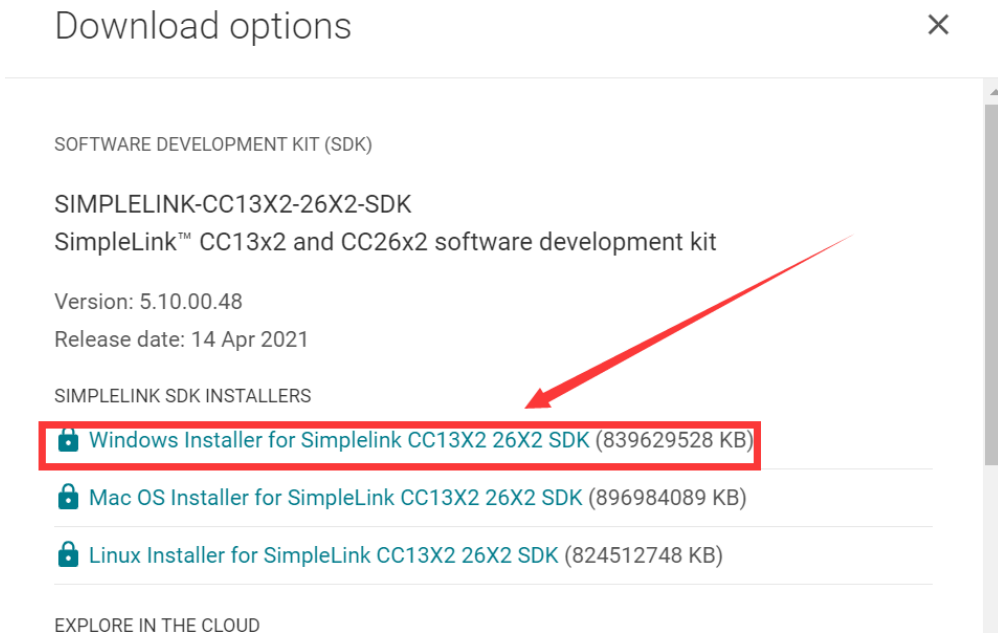 Download options
SOFTWARE DEVELOPMENT KIT (SDK)
SIMPLELINK-CC13X2-26X2-SDK
SimpleLink™ CC13x2 and CC26x2 software development kit
Version: 5.10.00.48
Release date: 14 Apr 2021
SIMPLELINK SDK INSTALLERS
Windows Installer for Simplelink CC13X2 26X2 SDK (839629528 KB)
Mac OS Installer for SimpleLink CC13X2 26X2 SDK (896984089 KB)
Linux Installer for SimpleLink CC13X2 26X2 SDK (824512748 KB)
EXPLORE IN THE CLOUD